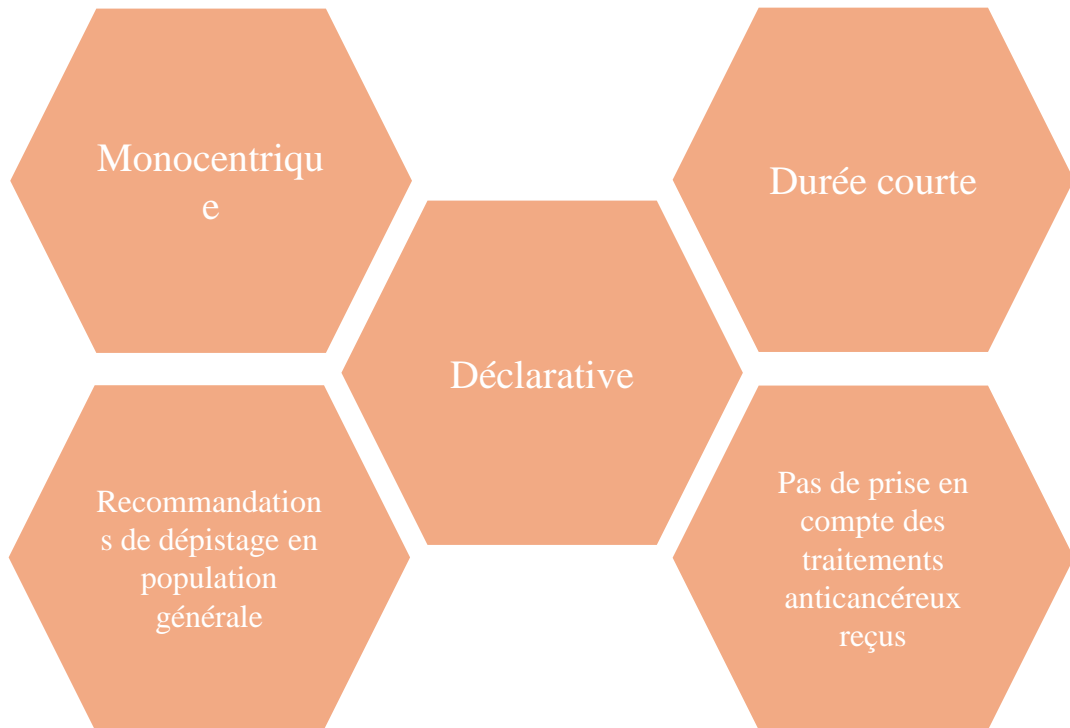 Monocentriqu
e
Durée courte
Déclarative
Recommandation
s de dépistage en
population
générale
Pas de prise en
compte des
traitements
anticancéreux
reçus